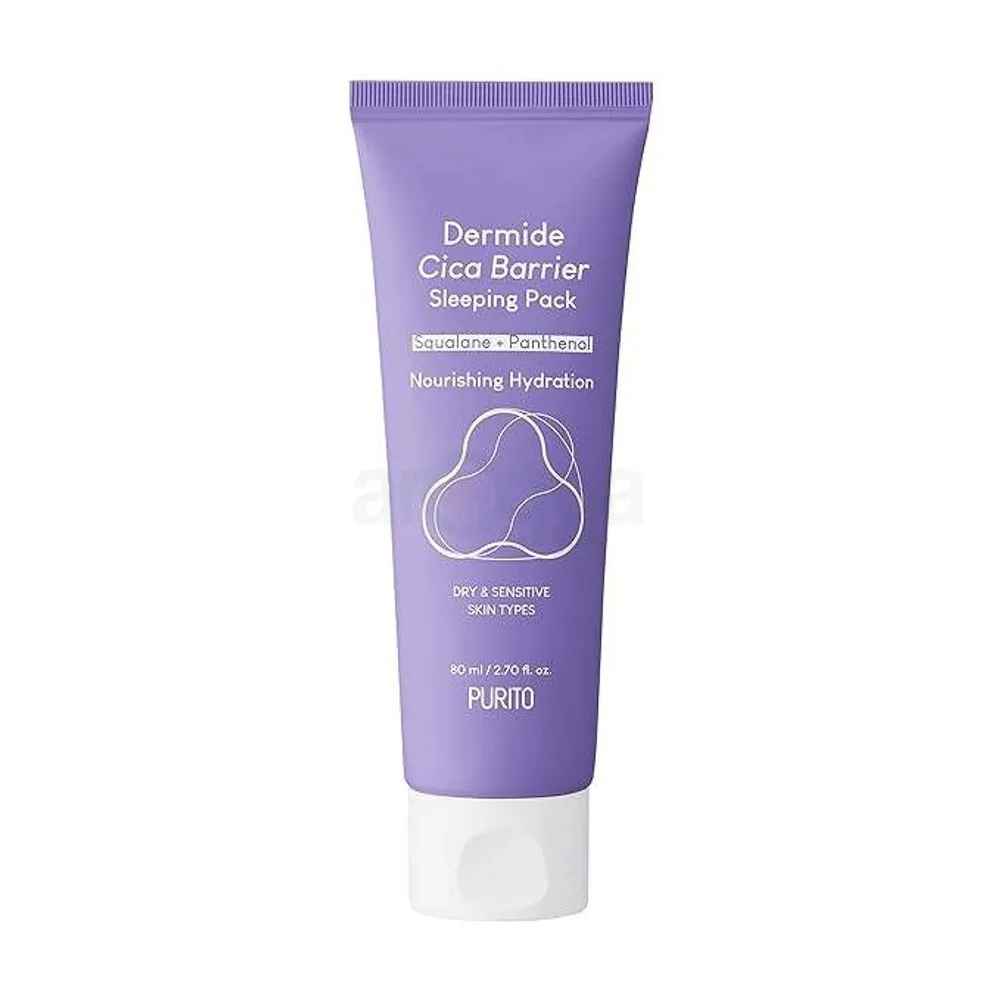 Dermide
Cica Barrier
Sleeping Pack
Squalane + Panthenol
Nourishing Hydration
DRY & SENSITIVE
SKIN TYPES
80 ml / 2.70 fl. oz.
PURITO